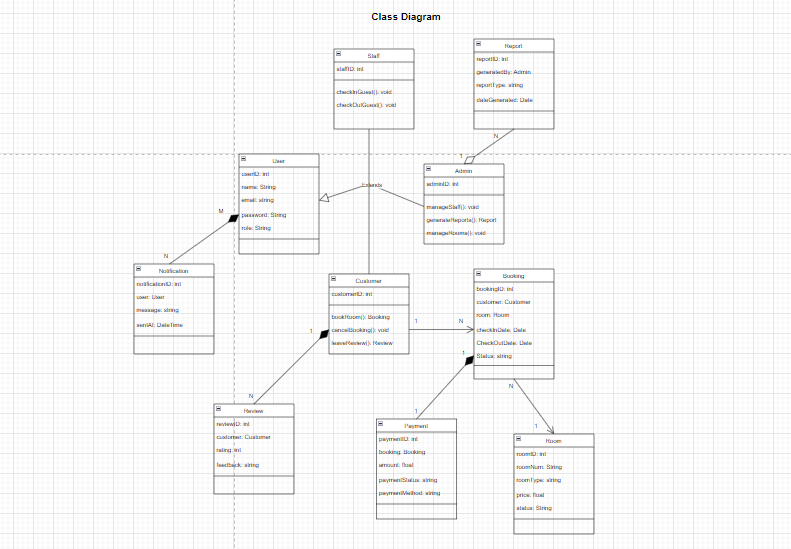 Class Diagram
Staff
staffID: int
checkInGuest(): void
checkOutGuest(): void
Report
reportID: int
generatedBy: Admin
reportType: string
dateGenerated: Date
N
1
User
userID: int
name: String
email: string
password: String
role: String
Extends
Admin
adminID: int
manageStaff(): void
generateReports(): Report
manageRooms(): void
M
N
Notification
notificationID: int
user: User
message: string
sentAt: DateTime
Customer
customerID: int
bookRoom(): Booking
cancelBooking(): void
leaveReview(): Review
1
N
Booking
bookingID: int
customer: Customer
room: Room
checkInDate: Date
CheckOutDate: Date
Status: string
1
N
1
1
N
1
Review
reviewID: int
customer: Customer
rating: int
feedback: string
Payment
paymentID: int
booking: Booking
amount: float
paymentStatus: string
paymentMethod: string
Room
roomID: int
roomNum: String
roomType: string
price: float
status: String